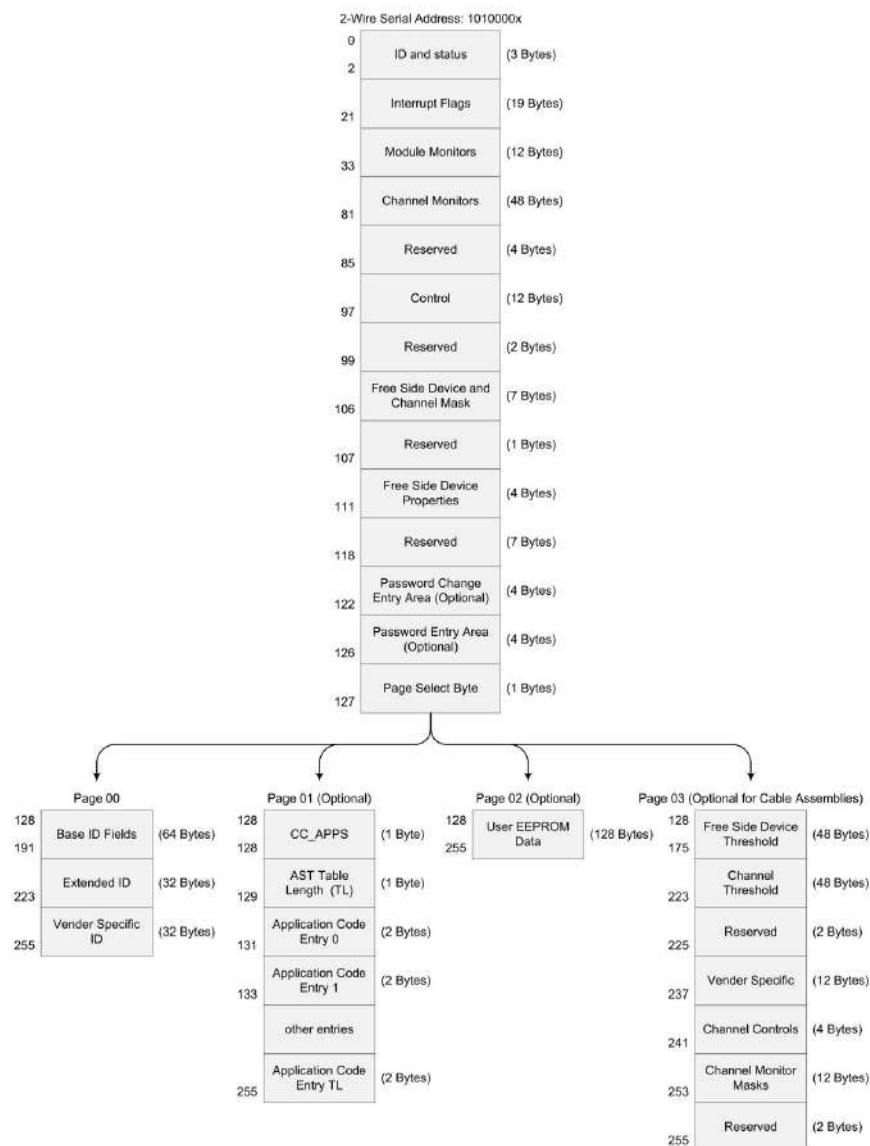 2-Wire Serial Address: 1010000x
0
ID and status (3 Bytes)
2
Interrupt Flags (19 Bytes)
21
Module Monitors (12 Bytes)
33
Channel Monitors (48 Bytes)
81
Reserved (4 Bytes)
85
Control (12 Bytes)
97
Reserved (2 Bytes)
99
Free Side Device and
Channel Mask (7 Bytes)
106
Reserved (1 Bytes)
107
Free Side Device
Properties (4 Bytes)
111
Reserved (7 Bytes)
118
Password Change
Entry Area (Optional) (4 Bytes)
122
Password Entry Area
(Optional) (4 Bytes)
126
Page Select Byte (1 Bytes)
127
Page 00
128
Base ID Fields (64 Bytes)
191
Extended ID (32 Bytes)
223
Vender Specific
ID (32 Bytes)
255
Page 01 (Optional)
128
CC_APPS (1 Byte)
128
AST Table
Length (TL) (1 Byte)
129
Application Code
Entry 0 (2 Bytes)
131
Application Code
Entry 1 (2 Bytes)
133
other entries
Application Code
Entry TL (2 Bytes)
255
Page 02 (Optional)
128
User EEPROM
Data (128 Bytes)
255
Page 03 (Optional for Cable Assemblies)
128
Free Side Device
Threshold (48 Bytes)
175
Channel
Threshold (48 Bytes)
223
Reserved (2 Bytes)
225
Vender Specific (12 Bytes)
237
Channel Controls (4 Bytes)
241
Channel Monitor
Masks (12 Bytes)
253
Reserved (2 Bytes)
255